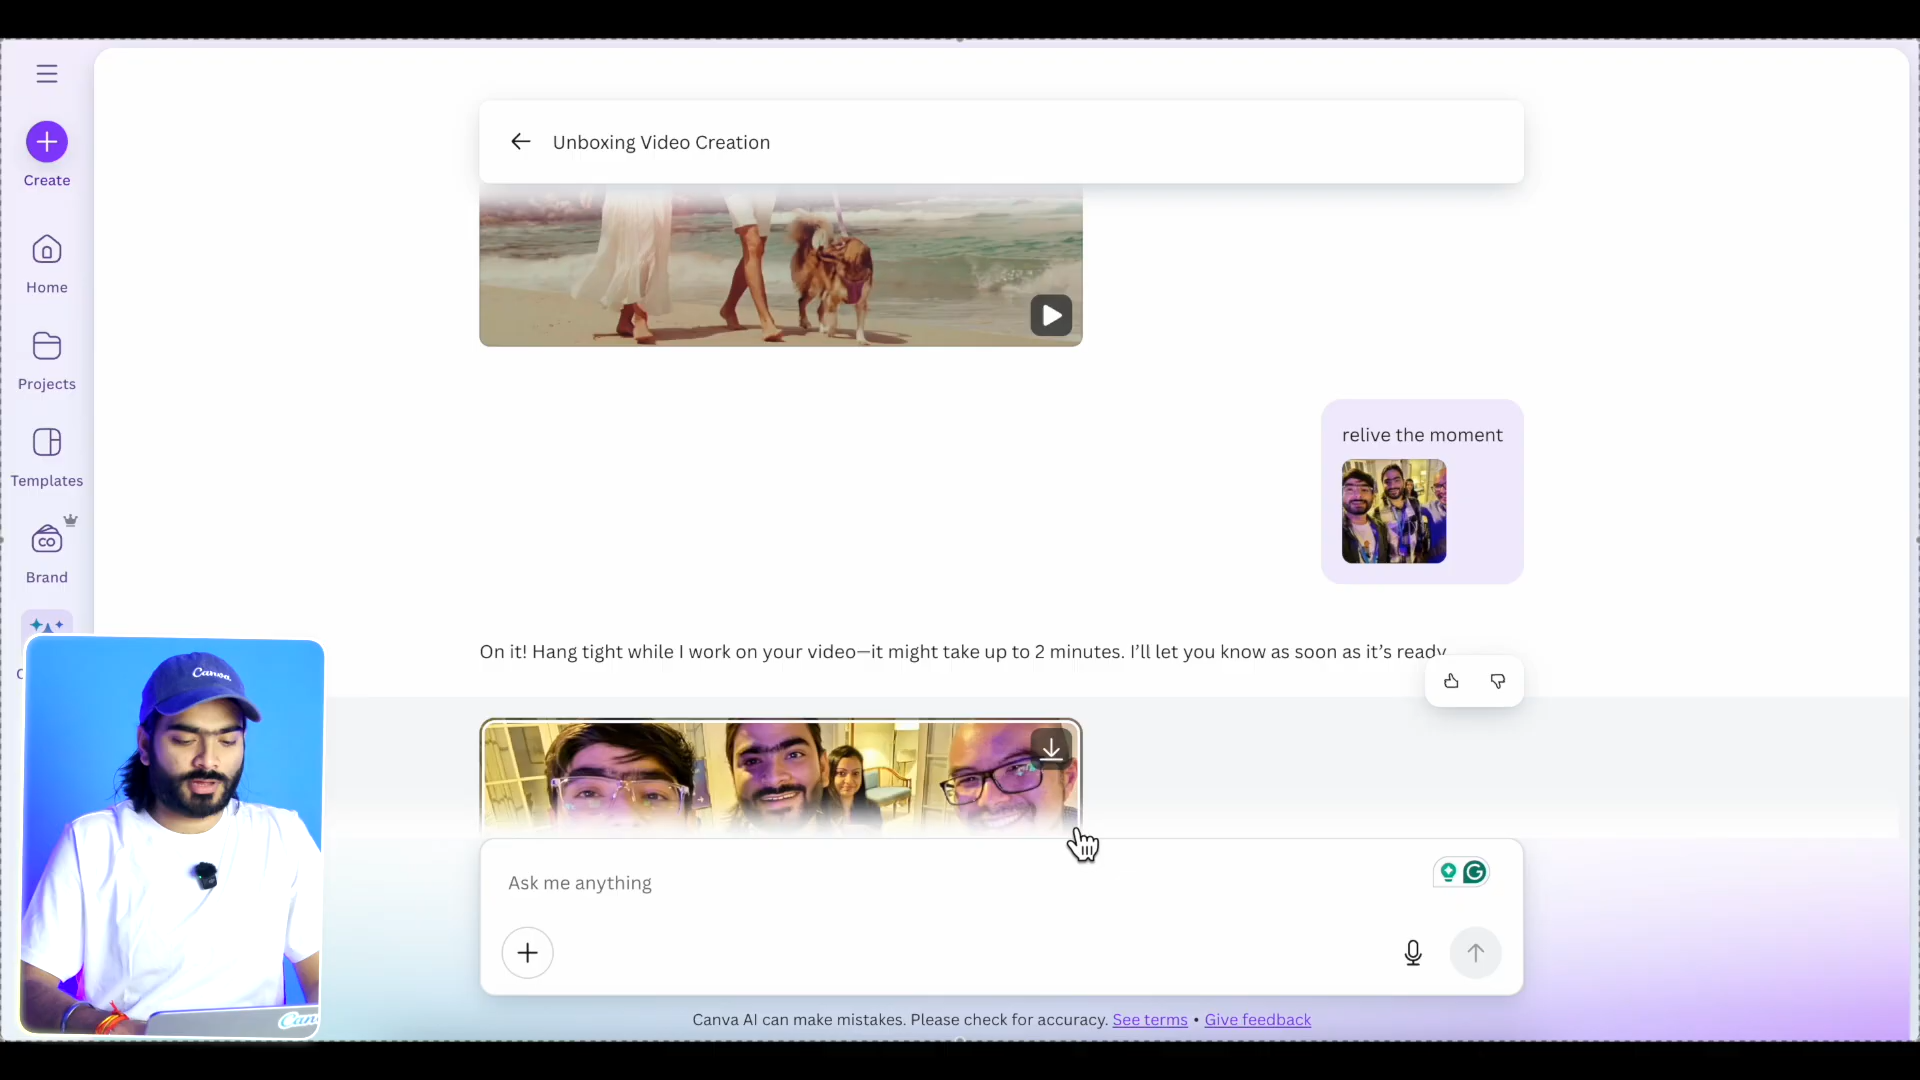 Unboxing Video Creation
Create
Home
Projects
Templates
CO
Brand
relive the moment
On it! Hang tight while I work on your video—it might take up to 2 minutes. I'll let you know as soon as it's ready.
Canva
Ask me anything
Canva AI can make mistakes. Please check for accuracy. See terms • Give feedback